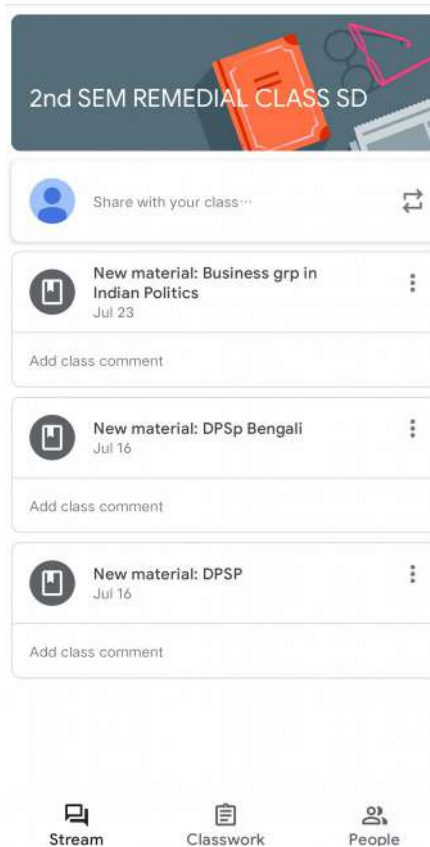 2nd SEM REMEDIAL CLASS SD
Share with your class...
New material: Business grp in
Indian Politics
Jul 23
Add class comment
New material: DPSp Bengali
Jul 16
Add class comment
New material: DPSP
Jul 16
Add class comment
Stream Classwork People